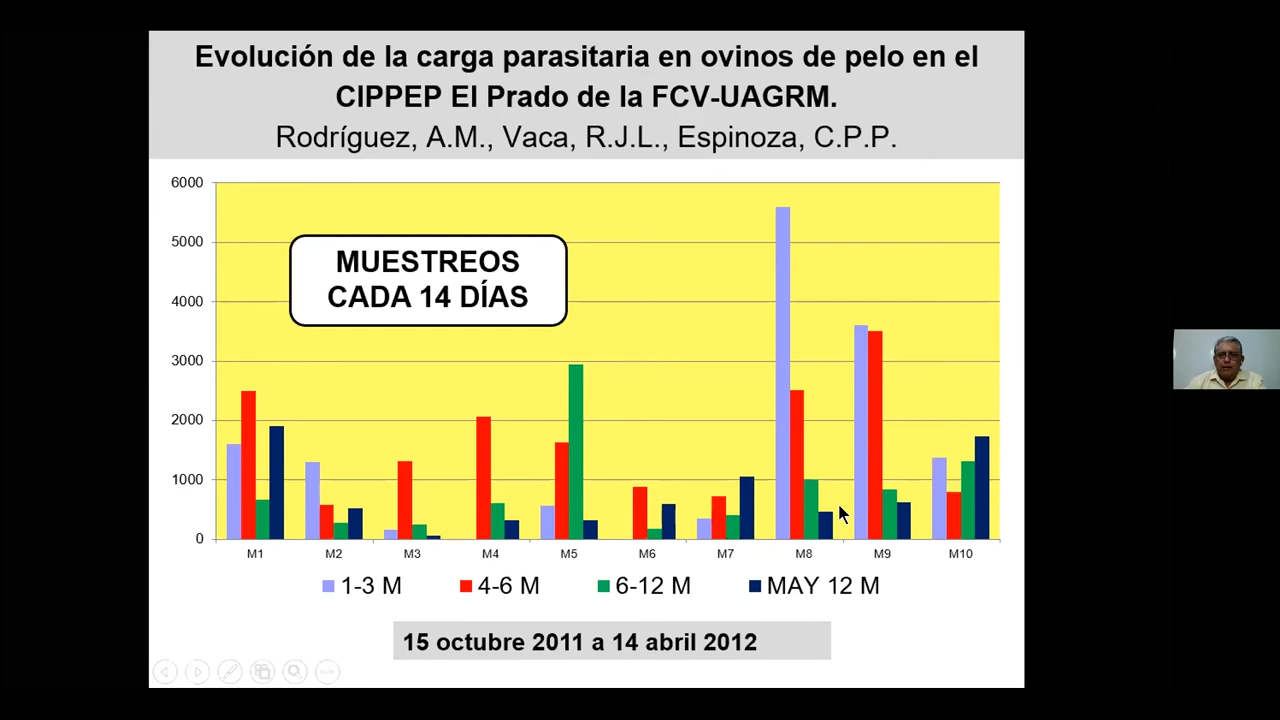 Evolución de la carga parasitaria en ovinos de pelo en el
CIPPEP El Prado de la FCV-UAGRM.
Rodríguez, A.M., Vaca, R.J.L., Espinoza, C.P.P.
6000
5000
4000
3000
2000
1000
0
MUESTREOS
CADA 14 DÍAS
M1 M2 M3 M4 M5 M6 M7 M8 M9 M10
1-3 M 4-6 M 6-12 M MAY 12 M
15 octubre 2011 a 14 abril 2012